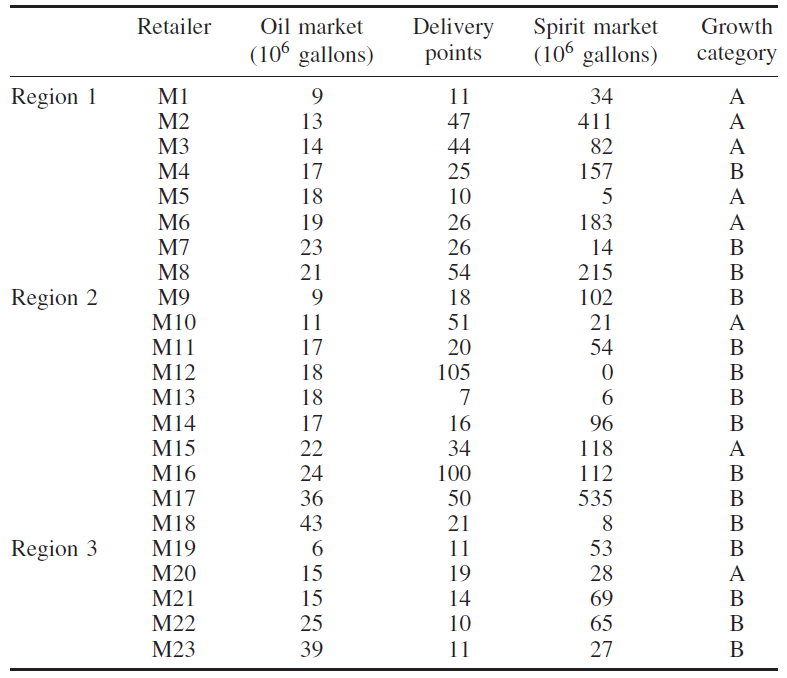 Retailer Oil market Delivery Spirit market Growth
(10⁶ gallons) points (10⁶ gallons) category
Region 1 M1 9 11 34 A
M2 13 47 411 A
M3 14 44 82 A
M4 17 25 157 B
M5 18 10 5 A
M6 19 26 183 A
M7 23 26 14 B
M8 21 54 215 B
Region 2 M9 9 18 102 B
M10 11 51 21 A
M11 17 20 54 B
M12 18 105 0 B
M13 18 7 6 B
M14 17 16 96 B
M15 22 34 118 A
M16 24 100 112 B
M17 36 50 535 B
M18 43 21 8 B
Region 3 M19 6 11 53 B
M20 15 19 28 A
M21 15 14 69 B
M22 25 10 65 B
M23 39 11 27 B